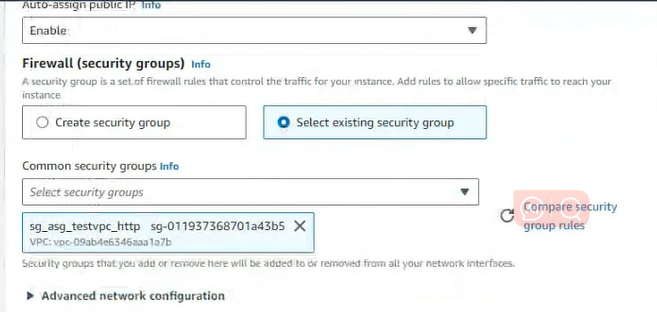 Auto-assign public IP Info
Enable
Firewall (security groups) Info
A security group is a set of firewall rules that control the traffic for your instance. Add rules to allow specific traffic to reach your
instance
Create security group
Select existing security group
Common security groups Info
Select security groups
sg_asg_testvpc_http sg-011937368701a43b5
VPC: vpc-09ab4e6346aaa1a7b
Compare security
group rules
Security groups that you add or remove here will be added to or removed from all your network interfaces.
Advanced network configuration